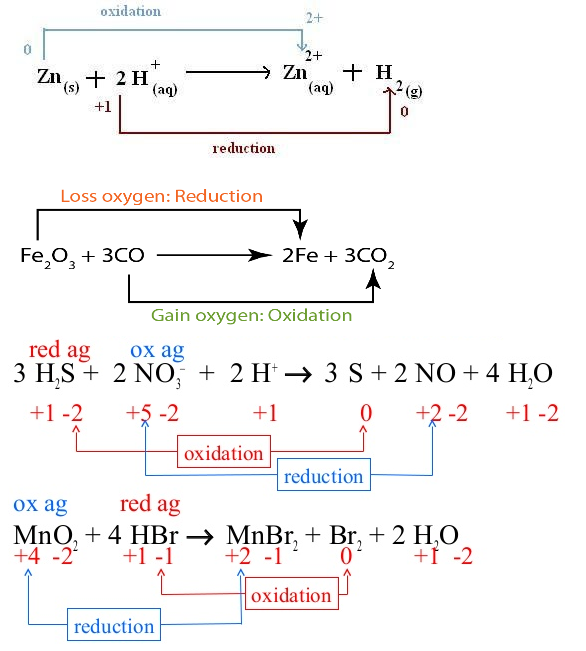 oxidation
2+
0
Zn(s) + 2 H⁺(aq) ⟶ Zn²⁺(aq) + H₂(g)
+1
0
reduction
Loss oxygen: Reduction
Fe₂O₃ + 3CO ⟶ 2Fe + 3CO₂
Gain oxygen: Oxidation
red ag ox ag
3 H₂S + 2 NO₃⁻ + 2 H⁺ → 3 S + 2 NO + 4 H₂O
+1 -2 +5 -2 +1 0 +2 -2 +1 -2
oxidation
reduction
ox ag red ag
MnO₂ + 4 HBr → MnBr₂ + Br₂ + 2 H₂O
+4 -2 +1 -1 +2 -1 0 +1 -2
oxidation
reduction